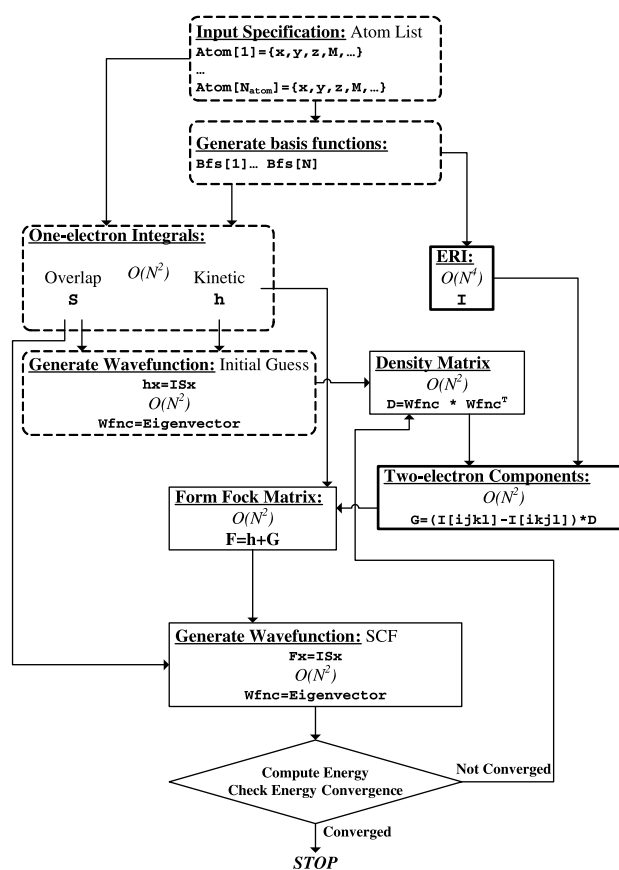 Input Specification: Atom List
Atom[1]={x,y,z,M,…}
…
Atom[N_atom]={x,y,z,M,…}
Generate basis functions:
Bfs[1]… Bfs[N]
One-electron Integrals:
Overlap O(N²) Kinetic
S h
ERI:
O(N⁴)
I
Generate Wavefunction: Initial Guess
hx=ISx
O(N²)
Wfnc=Eigenvector
Density Matrix
O(N²)
D=Wfnc * Wfncᵀ
Two-electron Components:
O(N²)
G=(I[ijkl]-I[ikjl])*D
Form Fock Matrix:
O(N²)
F=h+G
Generate Wavefunction: SCF
Fx=ISx
O(N²)
Wfnc=Eigenvector
Compute Energy
Check Energy Convergence
Not Converged
Converged
STOP